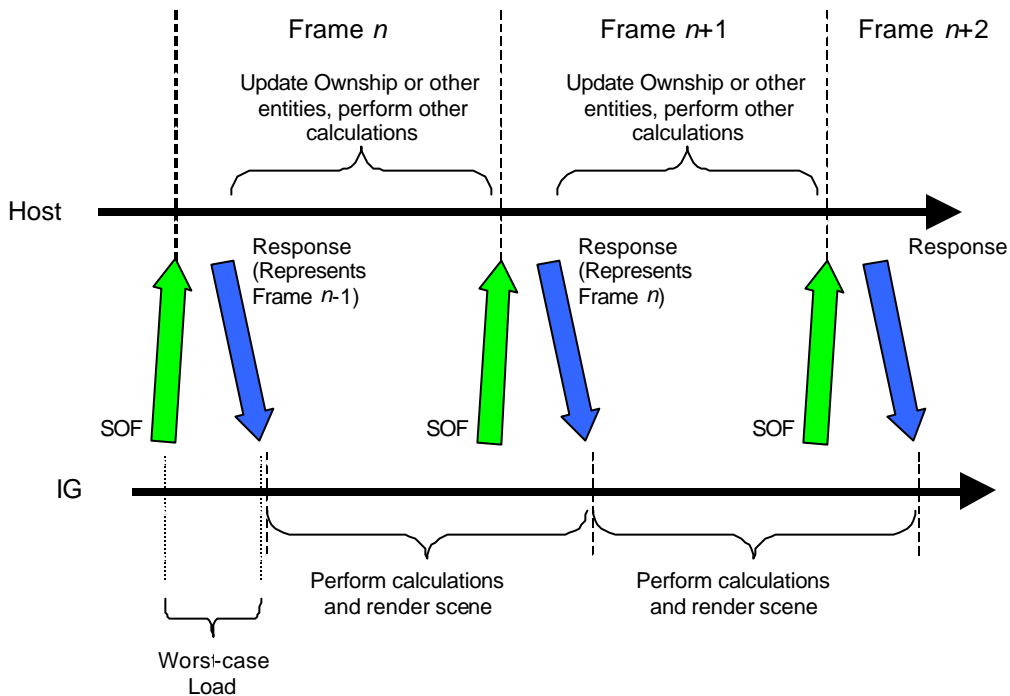 Frame n
Frame n+1
Frame n+2
Update Ownship or other
entities, perform other
calculations
Update Ownship or other
entities, perform other
calculations
Host
Response
(Represents
Frame n-1)
Response
(Represents
Frame n)
Response
SOF
SOF
SOF
IG
Perform calculations
and render scene
Perform calculations
and render scene
Worst-case
Load